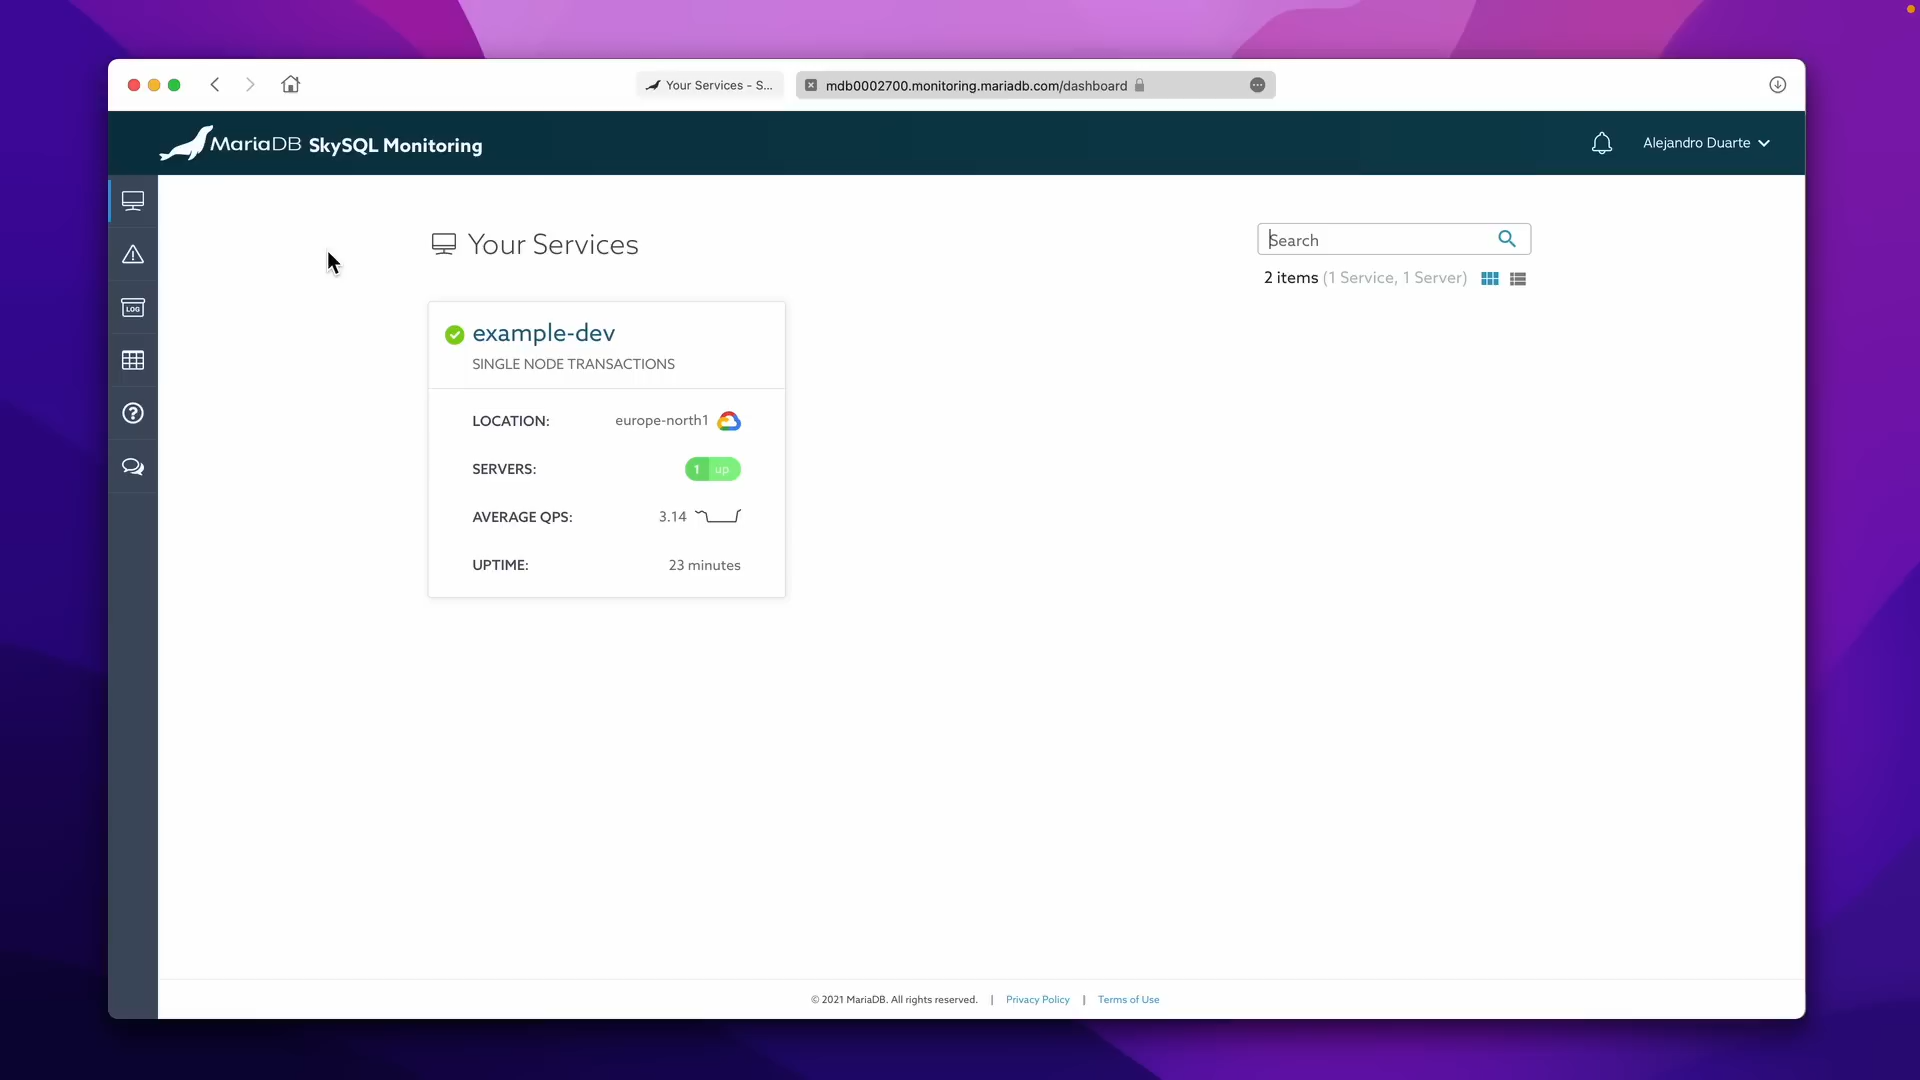 Your Services - S...
mdb0002700.monitoring.mariadb.com/dashboard
MariaDB SkySQL Monitoring
Alejandro Duarte
LOG
Your Services
Search
2 items (1 Service, 1 Server)
example-dev
SINGLE NODE TRANSACTIONS
LOCATION: europe-north1
SERVERS: 1 up
AVERAGE QPS: 3.14
UPTIME: 23 minutes
© 2021 MariaDB. All rights reserved. | Privacy Policy | Terms of Use